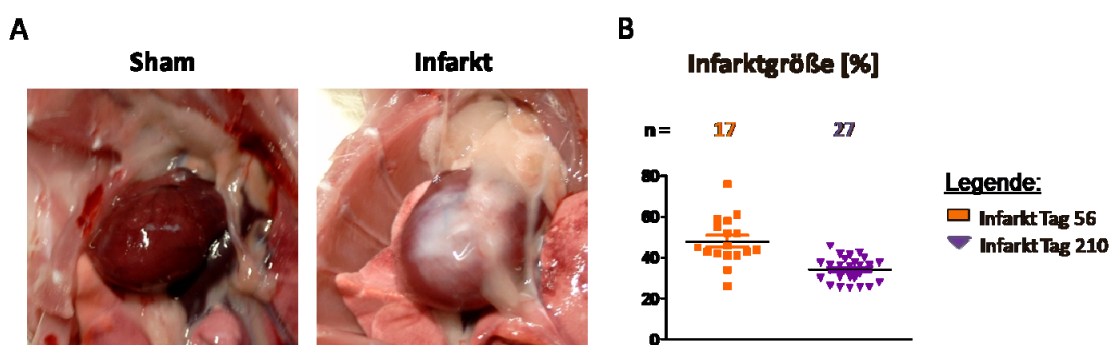 A
Sham
Infarkt
B
Infarktgröße [%]
n = 17 27
80
60
40
20
0
Legende:
Infarkt Tag 56
Infarkt Tag 210